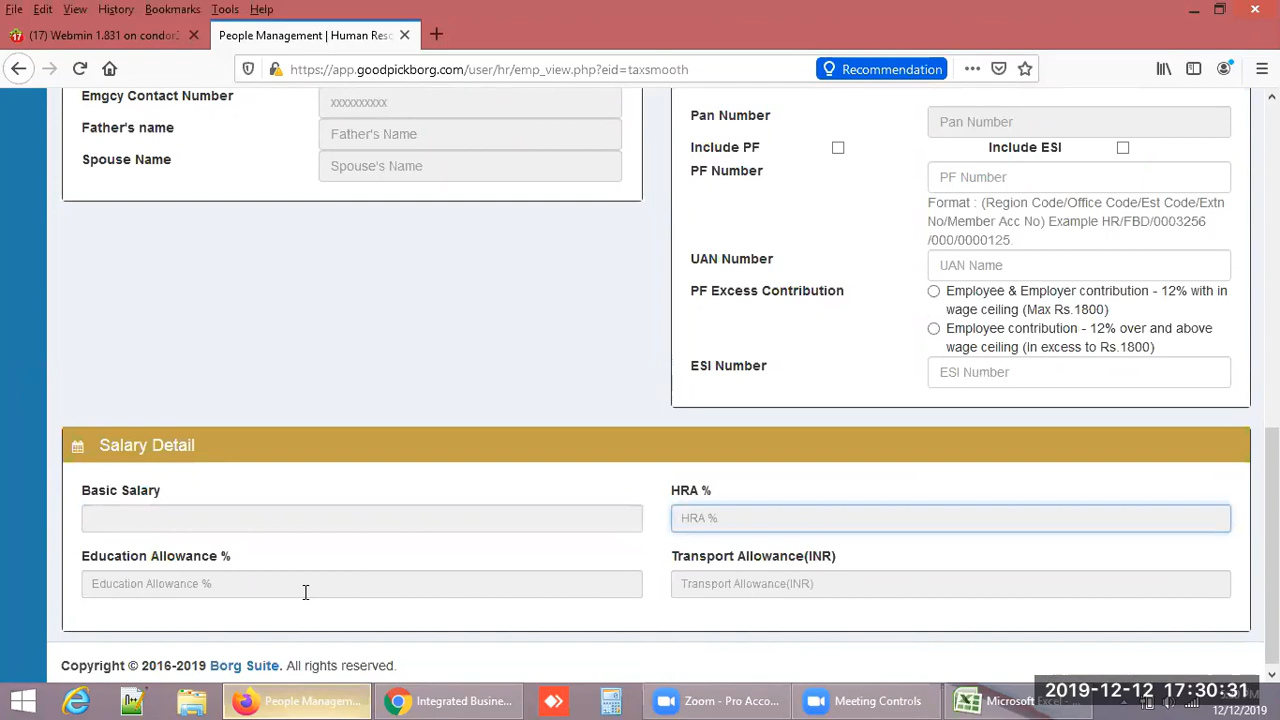 File Edit View History Bookmarks Tools Help
(17) Webmin 1.831 on condor2
People Management | Human Resc
https://app.goodpickborg.com/user/hr/emp_view.php?eid=taxsmooth
Recommendation
Emgcy Contact Number
xxxxxxxxxx
Father's name
Father's Name
Spouse Name
Spouse's Name
Pan Number
Pan Number
Include PF
Include ESI
PF Number
PF Number
Format : (Region Code/Office Code/Est Code/Extn
No/Member Acc No) Example HR/FBD/0003256
/000/0000125.
UAN Number
UAN Name
PF Excess Contribution
Employee & Employer contribution - 12% with in
wage ceiling (Max Rs.1800)
Employee contribution - 12% over and above
wage ceiling (In excess to Rs.1800)
ESI Number
ESI Number
Salary Detail
Basic Salary
HRA %
HRA %
Education Allowance %
Transport Allowance(INR)
Education Allowance %
Transport Allowance(INR)
Copyright © 2016-2019 Borg Suite. All rights reserved.
People Managem...
Integrated Busine...
Zoom - Pro Acco...
Meeting Controls
Microsoft Excel
2019-12-12 17:30:31
12/12/2019